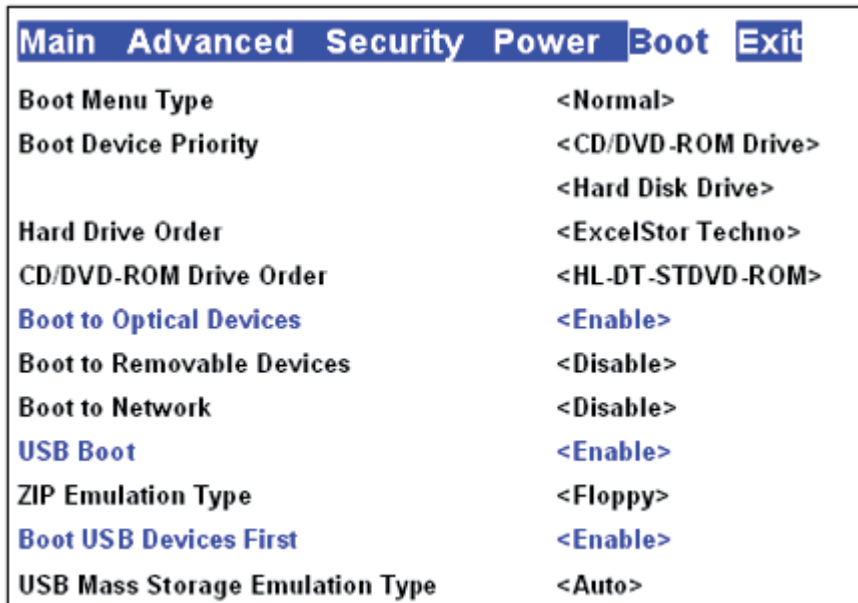 Main Advanced Security Power Boot Exit
Boot Menu Type <Normal>
Boot Device Priority <CD/DVD-ROM Drive>
<Hard Disk Drive>
Hard Drive Order <ExcelStor Techno>
CD/DVD-ROM Drive Order <HL-DT-STDVD-ROM>
Boot to Optical Devices <Enable>
Boot to Removable Devices <Disable>
Boot to Network <Disable>
USB Boot <Enable>
ZIP Emulation Type <Floppy>
Boot USB Devices First <Enable>
USB Mass Storage Emulation Type <Auto>